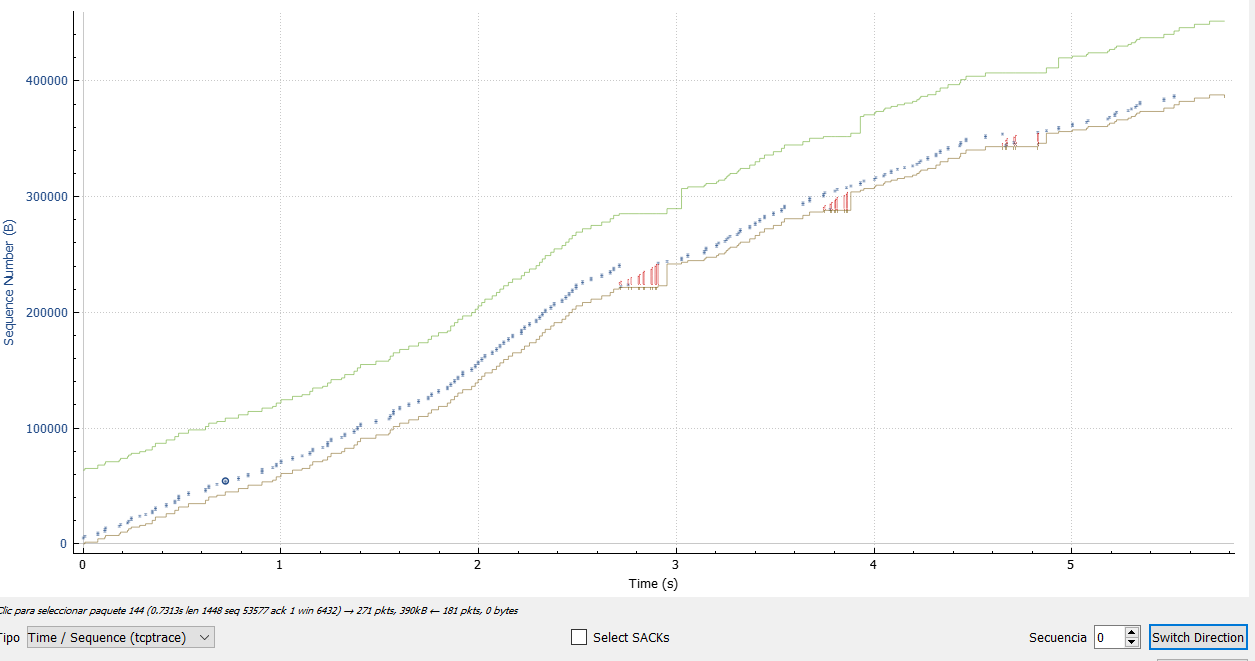 400000
300000
200000
100000
0
Sequence Number (B)
0 1 2 3 4 5
Time (s)
Clic para seleccionar paquete 144 (0.7313s len 1448 seq 53577 ack 1 win 6432) → 271 pkts, 390kB ← 181 pkts, 0 bytes
Tipo Time / Sequence (tcptrace) Select SACKs Secuencia 0 Switch Direction